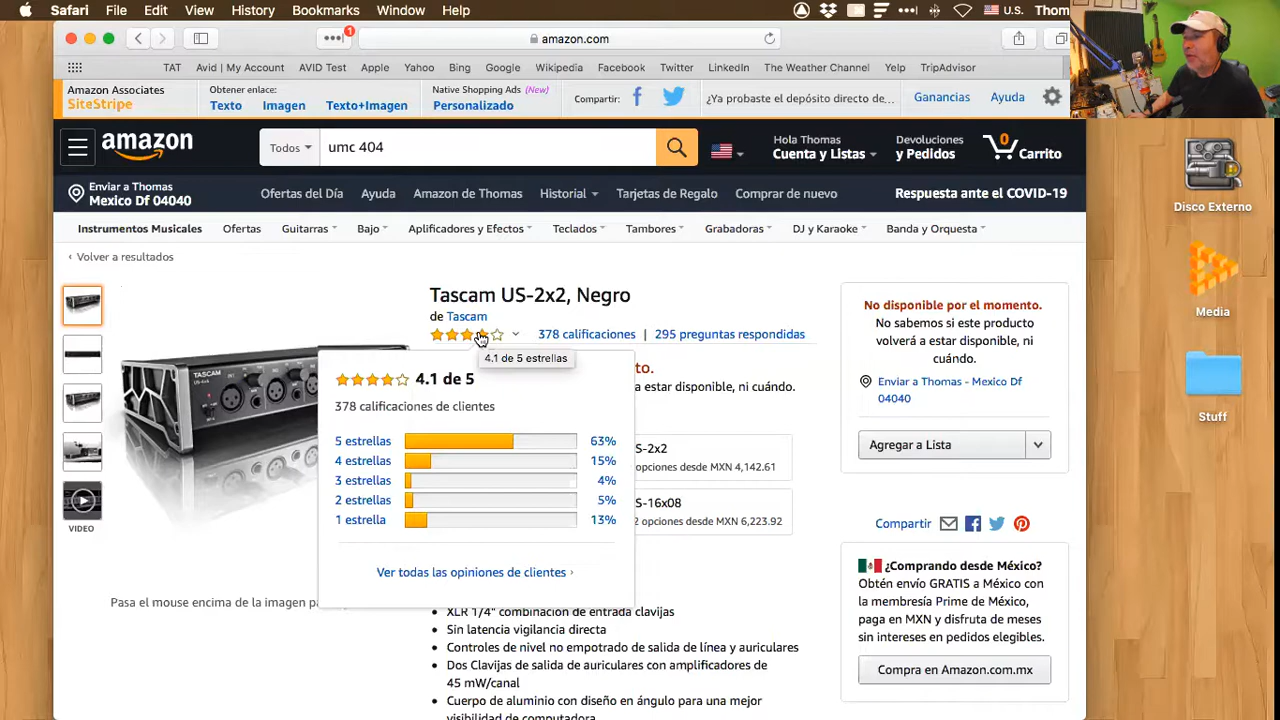 Safari File Edit View History Bookmarks Window Help U.S. Thom
1
amazon.com
TAT Avid | My Account AVID Test Apple Yahoo Bing Google Wikipedia Facebook Twitter LinkedIn The Weather Channel Yelp TripAdvisor
Amazon Associates
SiteStripe
Obtener enlace:
Texto Imagen Texto+Imagen
Native Shopping Ads (New)
Personalizado
Compartir:
¿Ya probaste el depósito directo de...
Ganancias Ayuda
amazon
Todos
umc 404
Hola Thomas
Cuenta y Listas
Devoluciones
y Pedidos
0
Carrito
Enviar a Thomas
Mexico Df 04040
Ofertas del Día Ayuda Amazon de Thomas Historial Tarjetas de Regalo Comprar de nuevo Respuesta ante el COVID-19
Instrumentos Musicales Ofertas Guitarras Bajo Aplificadores y Efectos Teclados Tambores Grabadoras DJ y Karaoke Banda y Orquesta
‹ Volver a resultados
VIDEO
TASCAM
Pasa el mouse encima de la imagen pa
Tascam US-2x2, Negro
de Tascam
378 calificaciones | 295 preguntas respondidas
4.1 de 5 estrellas
to.
a estar disponible, ni cuándo.
4.1 de 5
378 calificaciones de clientes
5 estrellas 63%
4 estrellas 15%
3 estrellas 4%
2 estrellas 5%
1 estrella 13%
Ver todas las opiniones de clientes ›
S-2x2
opciones desde MXN 4,142.61
S-16x08
2 opciones desde MXN 6,223.92
• XLR 1/4" combinación de entrada clavijas
• Sin latencia vigilancia directa
• Controles de nivel no empotrado de salida de línea y auriculares
• Dos Clavijas de salida de auriculares con amplificadores de
45 mW/canal
• Cuerpo de aluminio con diseño en ángulo para una mejor
visibilidad de computadora
No disponible por el momento.
No sabemos si este producto
volverá a estar disponible, ni
cuándo.
Enviar a Thomas - Mexico Df
04040
Agregar a Lista
Compartir
¿Comprando desde México?
Obtén envío GRATIS a México con
la membresía Prime de México,
paga en MXN y disfruta de meses
sin intereses en pedidos elegibles.
Compra en Amazon.com.mx
Disco Externo
Media
Stuff